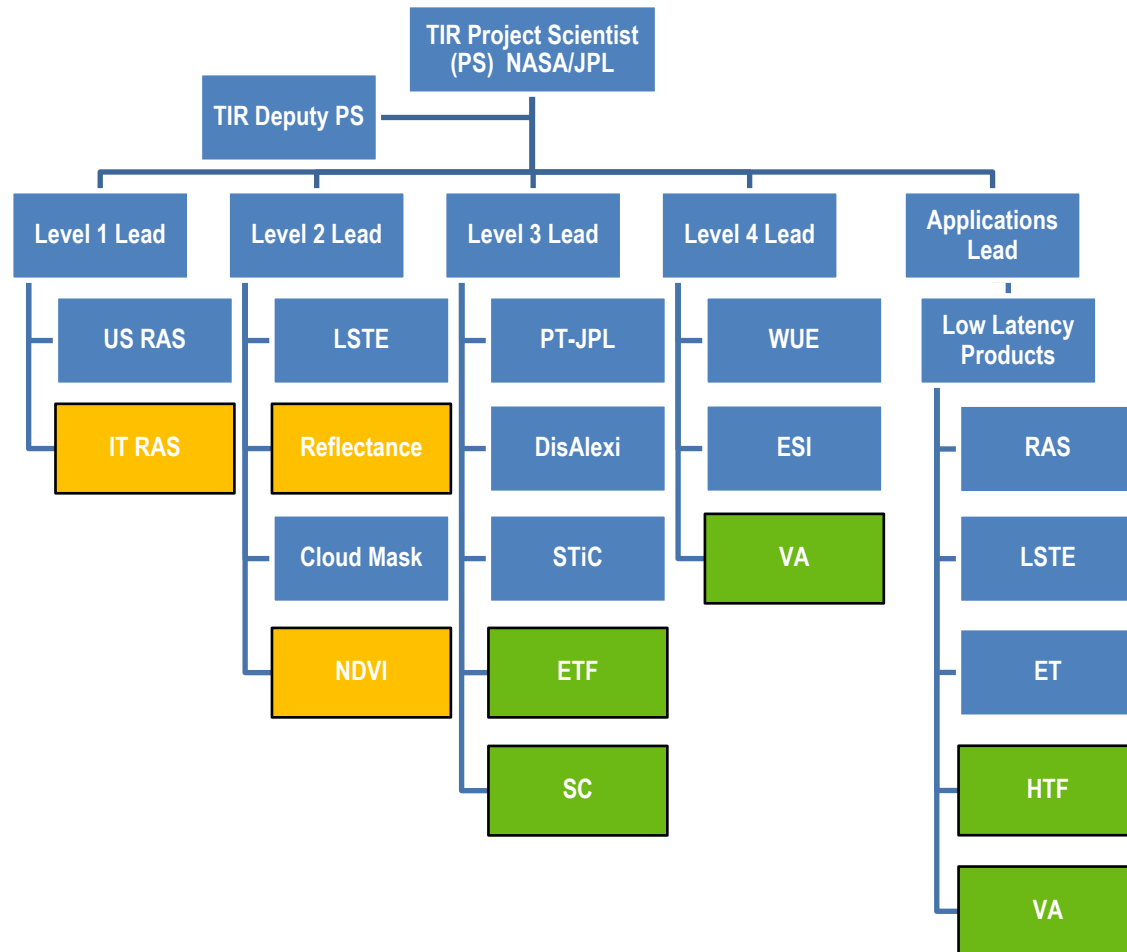 TIR Project Scientist
(PS) NASA/JPL
TIR Deputy PS
Level 1 Lead
Level 2 Lead
Level 3 Lead
Level 4 Lead
Applications
Lead
US RAS
IT RAS
LSTE
Reflectance
Cloud Mask
NDVI
PT-JPL
DisAlexi
STiC
ETF
SC
WUE
ESI
VA
Low Latency
Products
RAS
LSTE
ET
HTF
VA